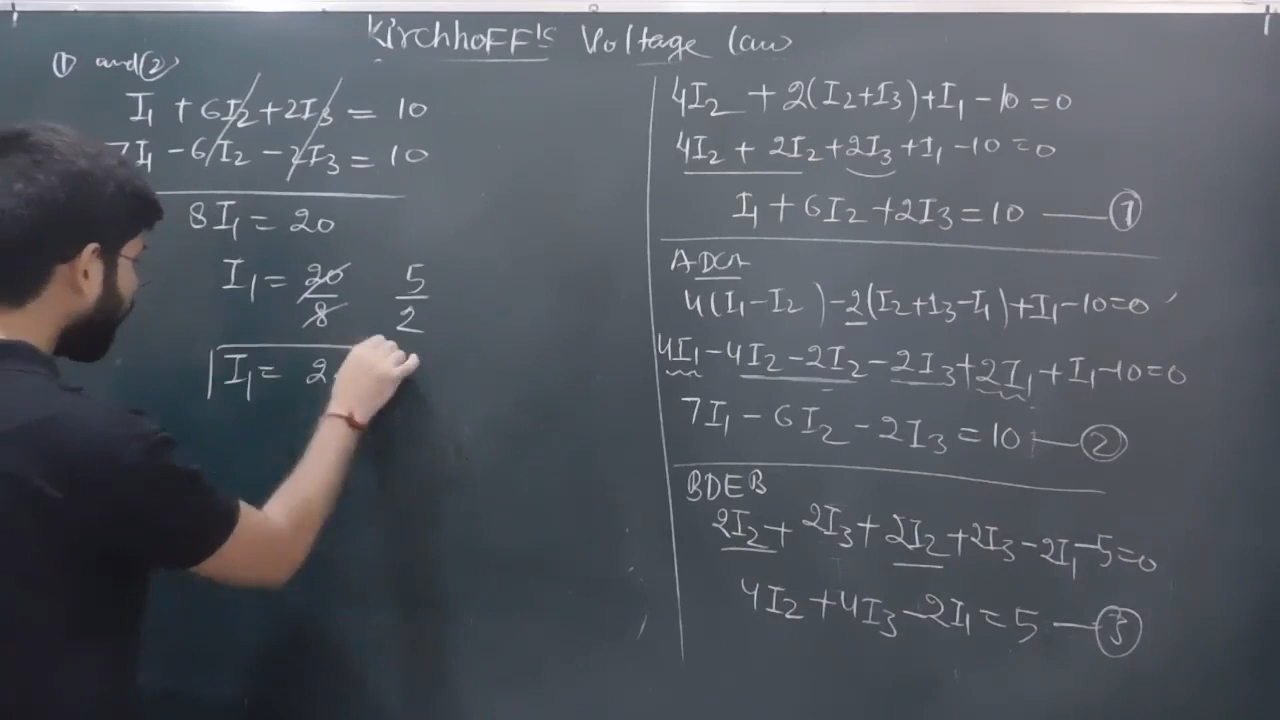 Kirchhoff's Voltage law
① and ②
I₁ + 6I₂ + 2I₃ = 10
7I₁ - 6I₂ - 2I₃ = 10
8I₁ = 20
I₁ = 20/8 5/2
I₁ = 2.
4I₂ + 2(I₂+I₃) + I₁ - 10 = 0
4I₂ + 2I₂ + 2I₃ + I₁ - 10 = 0
I₁ + 6I₂ + 2I₃ = 10 — ①
ADCA
4(I₁ - I₂) - 2(I₂+I₃-I₁) + I₁ - 10 = 0
4I₁ - 4I₂ - 2I₂ - 2I₃ + 2I₁ + I₁ - 10 = 0
7I₁ - 6I₂ - 2I₃ = 10 — ②
BDEB
2I₂ + 2I₃ + 2I₂ + 2I₃ - 2I₁ - 5 = 0
4I₂ + 4I₃ - 2I₁ = 5 — ③